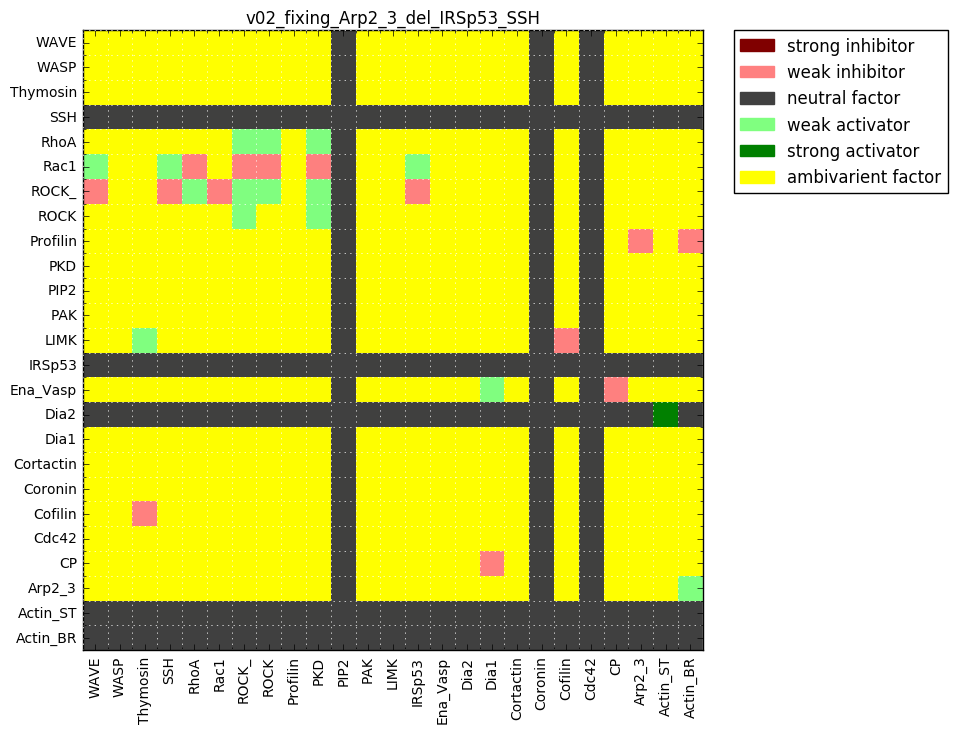 v02_fixing_Arp2_3_del_IRSp53_SSH
WAVE
WASP
Thymosin
SSH
RhoA
Rac1
ROCK_
ROCK
Profilin
PKD
PIP2
PAK
LIMK
IRSp53
Ena_Vasp
Dia2
Dia1
Cortactin
Coronin
Cofilin
Cdc42
CP
Arp2_3
Actin_ST
Actin_BR
WAVE
WASP
Thymosin
SSH
RhoA
Rac1
ROCK_
ROCK
Profilin
PKD
PIP2
PAK
LIMK
IRSp53
Ena_Vasp
Dia2
Dia1
Cortactin
Coronin
Cofilin
Cdc42
CP
Arp2_3
Actin_ST
Actin_BR
strong inhibitor
weak inhibitor
neutral factor
weak activator
strong activator
ambivarient factor